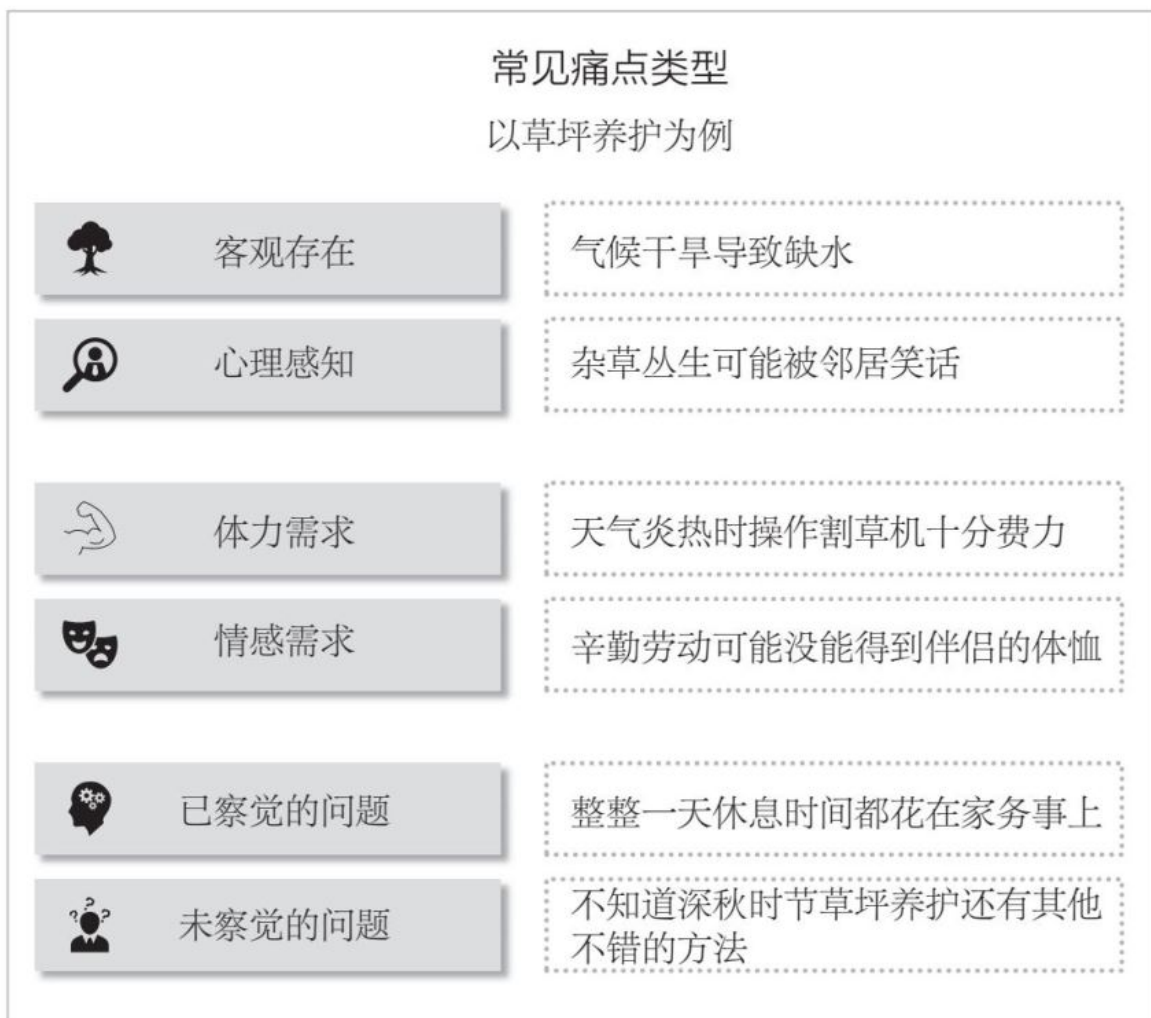 常见痛点类型
以草坪养护为例
客观存在
气候干旱导致缺水
心理感知
杂草丛生可能被邻居笑话
体力需求
天气炎热时操作割草机十分费力
情感需求
辛勤劳动可能没能得到伴侣的体恤
已察觉的问题
整整一天休息时间都花在家务事上
未察觉的问题
不知道深秋时节草坪养护还有其他
不错的方法